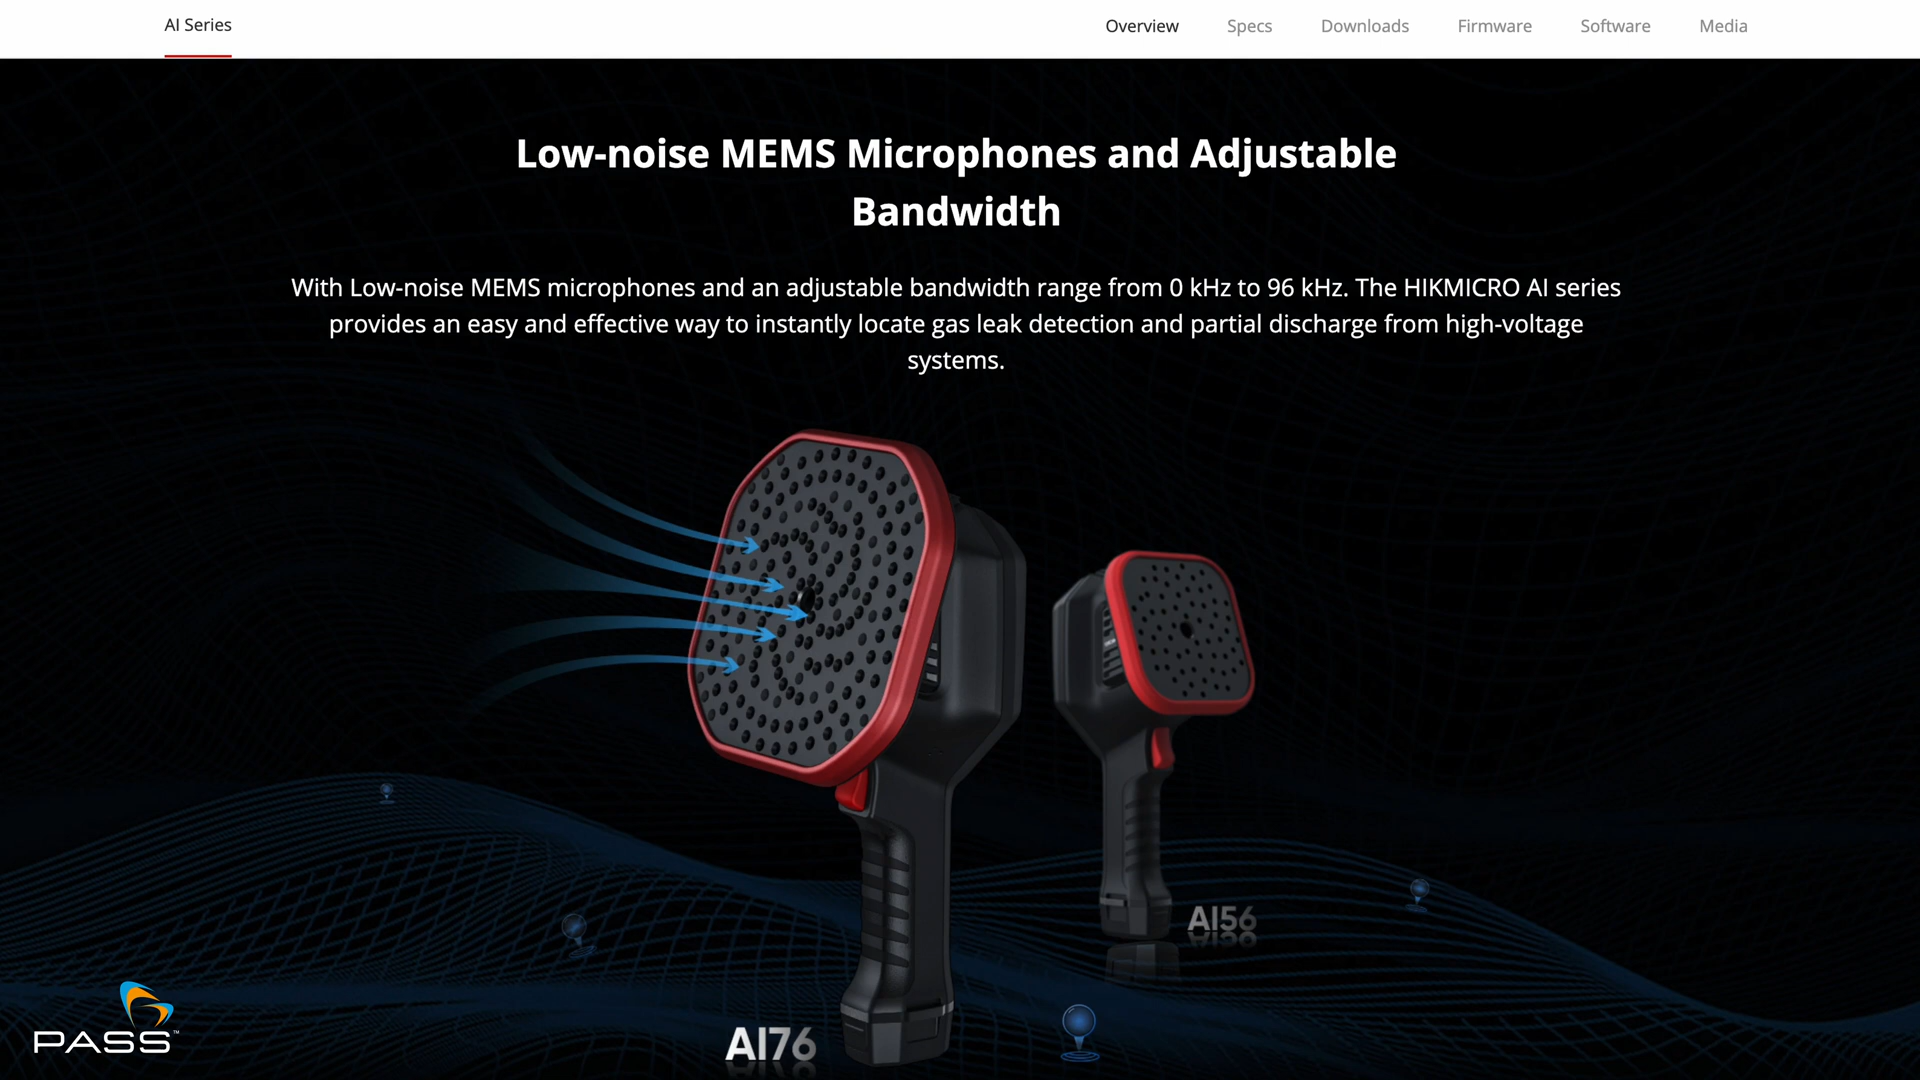 AI Series
Overview
Specs
Downloads
Firmware
Software
Media
Low-noise MEMS Microphones and Adjustable
Bandwidth
With Low-noise MEMS microphones and an adjustable bandwidth range from 0 kHz to 96 kHz. The HIKMICRO AI series
provides an easy and effective way to instantly locate gas leak detection and partial discharge from high-voltage
systems.
AI56
AI76
PASS™